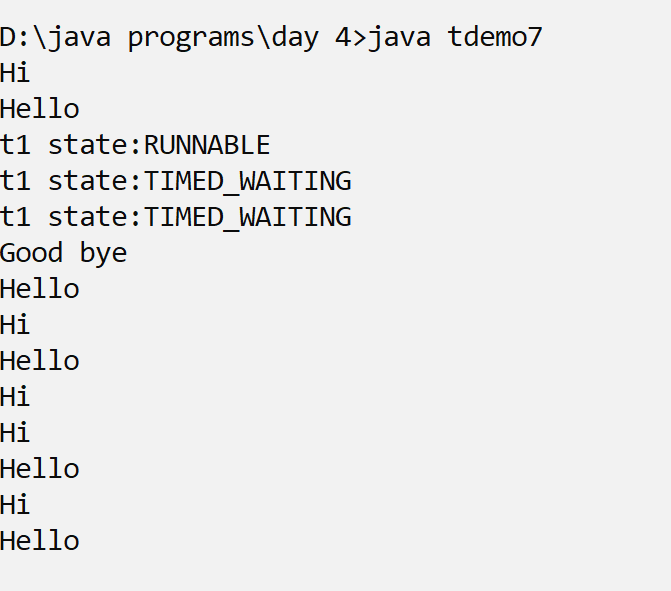 D:\java programs\day 4>java tdemo7
Hi
Hello
t1 state:RUNNABLE
t1 state:TIMED_WAITING
t1 state:TIMED_WAITING
Good bye
Hello
Hi
Hello
Hi
Hi
Hello
Hi
Hello